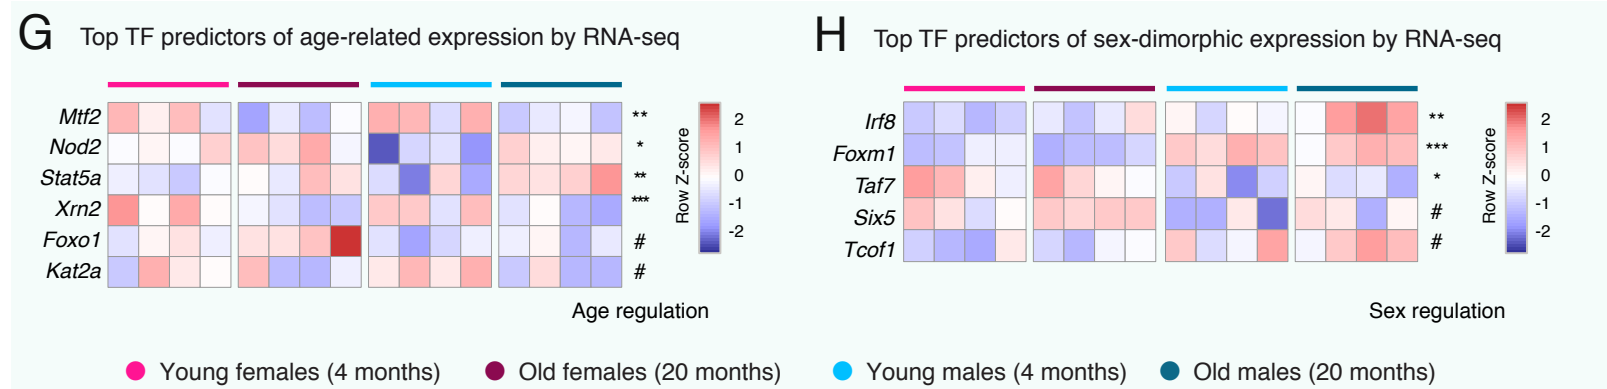 G Top TF predictors of age-related expression by RNA-seq
Mtf2 **
Nod2 *
Stat5a **
Xrn2 ***
Foxo1 #
Kat2a #
Row Z-score
2
1
0
-1
-2
Age regulation
H Top TF predictors of sex-dimorphic expression by RNA-seq
Irf8 **
Foxm1 ***
Taf7 *
Six5 #
Tcof1 #
Row Z-score
2
1
0
-1
-2
Sex regulation
Young females (4 months) Old females (20 months) Young males (4 months) Old males (20 months)